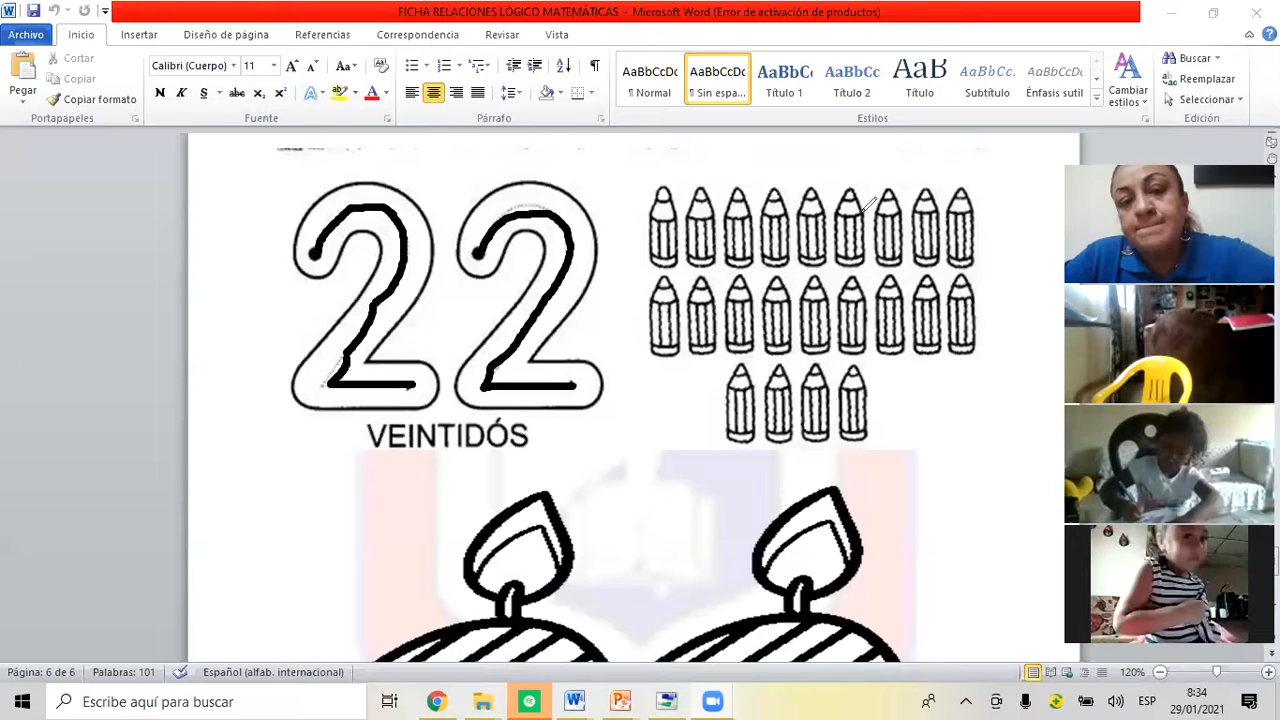 FICHA RELACIONES LÓGICO MATEMÁTICAS - Microsoft Word (Error de activación de productos)
Archivo Inicio Insertar Diseño de página Referencias Correspondencia Revisar Vista
Cortar
Copiar
Copiar formato
Pegar
Portapapeles
Calibri (Cuerpo) 11
N K S abc x₂ x²
Fuente
Párrafo
AaBbCcDc AaBbCcDc AaBbC AaBbCc AaB AaBbCc AaBbCcDc
¶ Normal ¶ Sin espa... Título 1 Título 2 Título Subtítulo Énfasis sutil
Cambiar
estilos
Estilos
Buscar
Reemplazar
Seleccionar
Edición
22
VEINTIDÓS
Página: 6 de 6 Palabras: 101 Español (alfab. internacional) 120%
Escribe aquí para buscar
ESP
8:34
29/01/2021